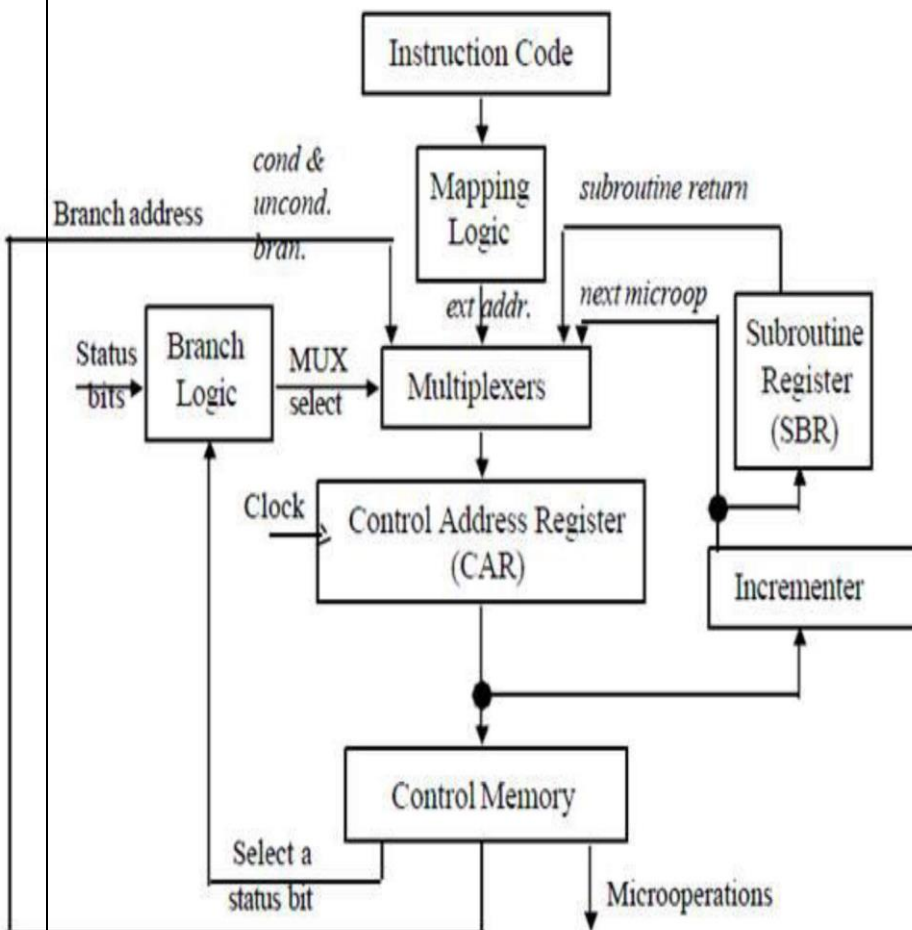 Instruction Code
cond &
uncond.
bran.
Branch address
Mapping
Logic
subroutine return
ext addr.
next microop
Status
bits
Branch
Logic
MUX
select
Multiplexers
Subroutine
Register
(SBR)
Clock
Control Address Register
(CAR)
Incrementer
Control Memory
Select a
status bit
Microoperations